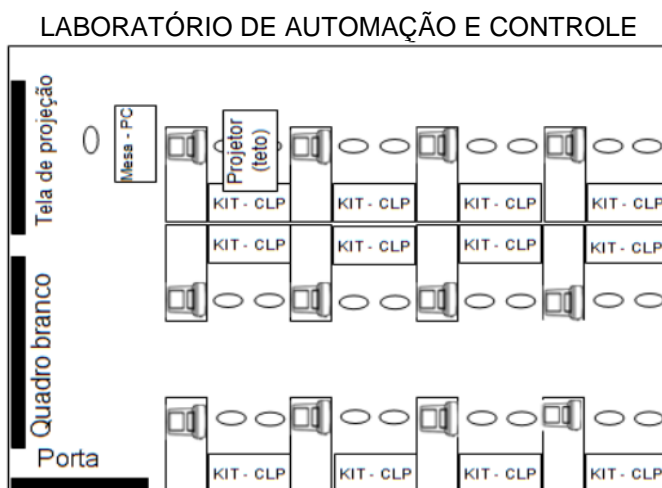 LABORATÓRIO DE AUTOMAÇÃO E CONTROLE
Tela de projeção
Mesa - PC
Projetor
(teto)
KIT - CLP
KIT - CLP
KIT - CLP
KIT - CLP
KIT - CLP
KIT - CLP
KIT - CLP
KIT - CLP
Quadro branco
Porta
KIT - CLP
KIT - CLP
KIT - CLP
KIT - CLP